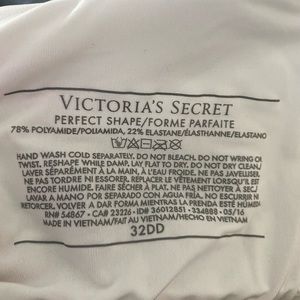 VICTORIA'S SECRET
PERFECT SHAPE/FORME PARFAITE
78% POLYAMIDE/POLIAMIDA, 22% ELASTANE/ÉLASTHANNE/ELASTANO
HAND WASH COLD SEPARATELY. DO NOT BLEACH. DO NOT WRING OR
TWIST. RESHAPE WHILE DAMP. LAY FLAT TO DRY. DO NOT DRY CLEAN/
LAVER SÉPARÉMENT À LA MAIN, À L'EAU FROIDE. NE PAS JAVELLISER,
NE PAS TORDRE NI ESSORER. REPLACER LE VÊTEMENT LORSQU'IL EST
ENCORE HUMIDE. FAIRE SÉCHER À PLAT. NE PAS NETTOYER À SEC/
LAVAR A MANO POR SEPARADO CON AGUA FRÍA. NO ESCURRIR NI
RETORCER. VOLVER A DAR FORMA MIENTRAS LA PRENDA ESTÉ HUMEDA
RN# 54867 • CA# 23226 • ID# 36012851 • 334888 • 05/16
MADE IN VIETNAM/FAIT AU VIETNAM/HECHO EN VIETNAM
32DD